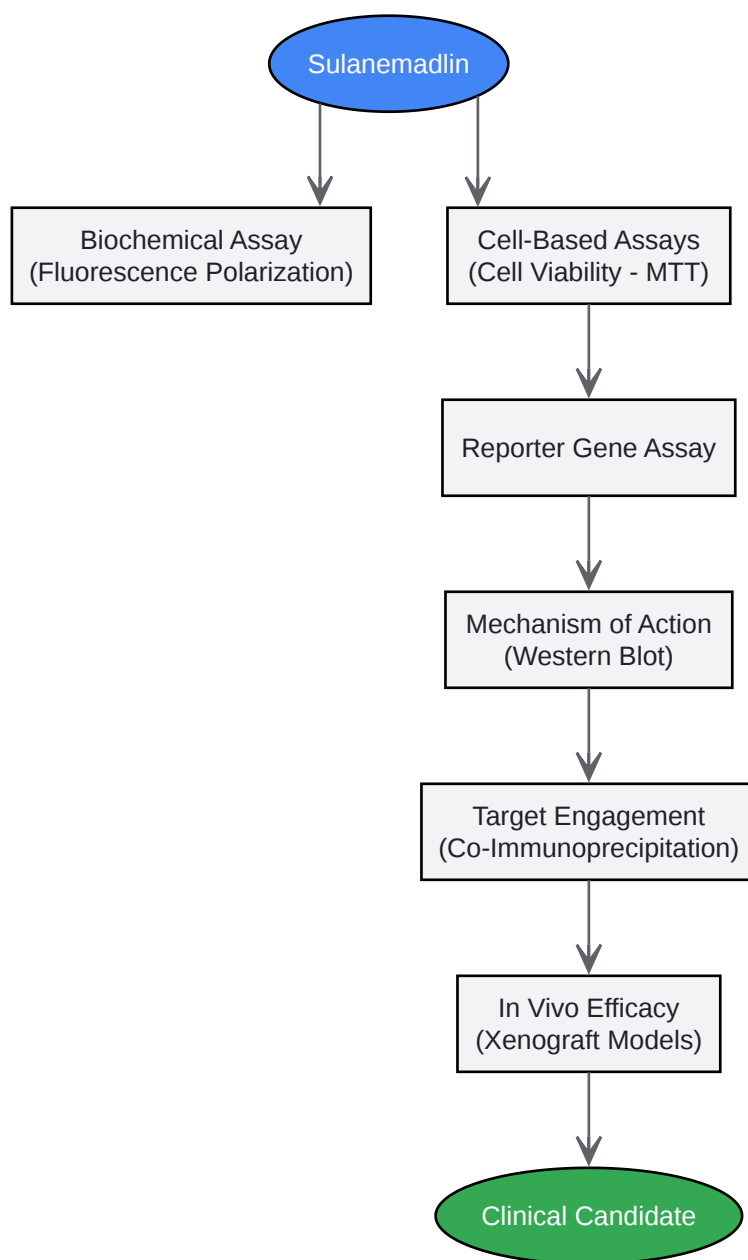 Sulanemadlin
Biochemical Assay
(Fluorescence Polarization)
Cell-Based Assays
(Cell Viability - MTT)
Reporter Gene Assay
Mechanism of Action
(Western Blot)
Target Engagement
(Co-Immunoprecipitation)
In Vivo Efficacy
(Xenograft Models)
Clinical Candidate